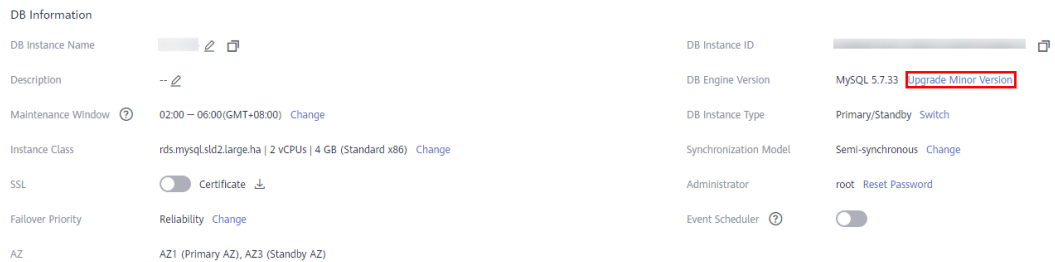 DB Information
DB Instance Name
DB Instance ID
Description -- 
DB Engine Version MySQL 5.7.33 Upgrade Minor Version
Maintenance Window 02:00 — 06:00(GMT+08:00) Change
DB Instance Type Primary/Standby Switch
Instance Class rds.mysql.sld2.large.ha | 2 vCPUs | 4 GB (Standard x86) Change
Synchronization Model Semi-synchronous Change
SSL Certificate
Administrator root Reset Password
Failover Priority Reliability Change
Event Scheduler
AZ AZ1 (Primary AZ), AZ3 (Standby AZ)